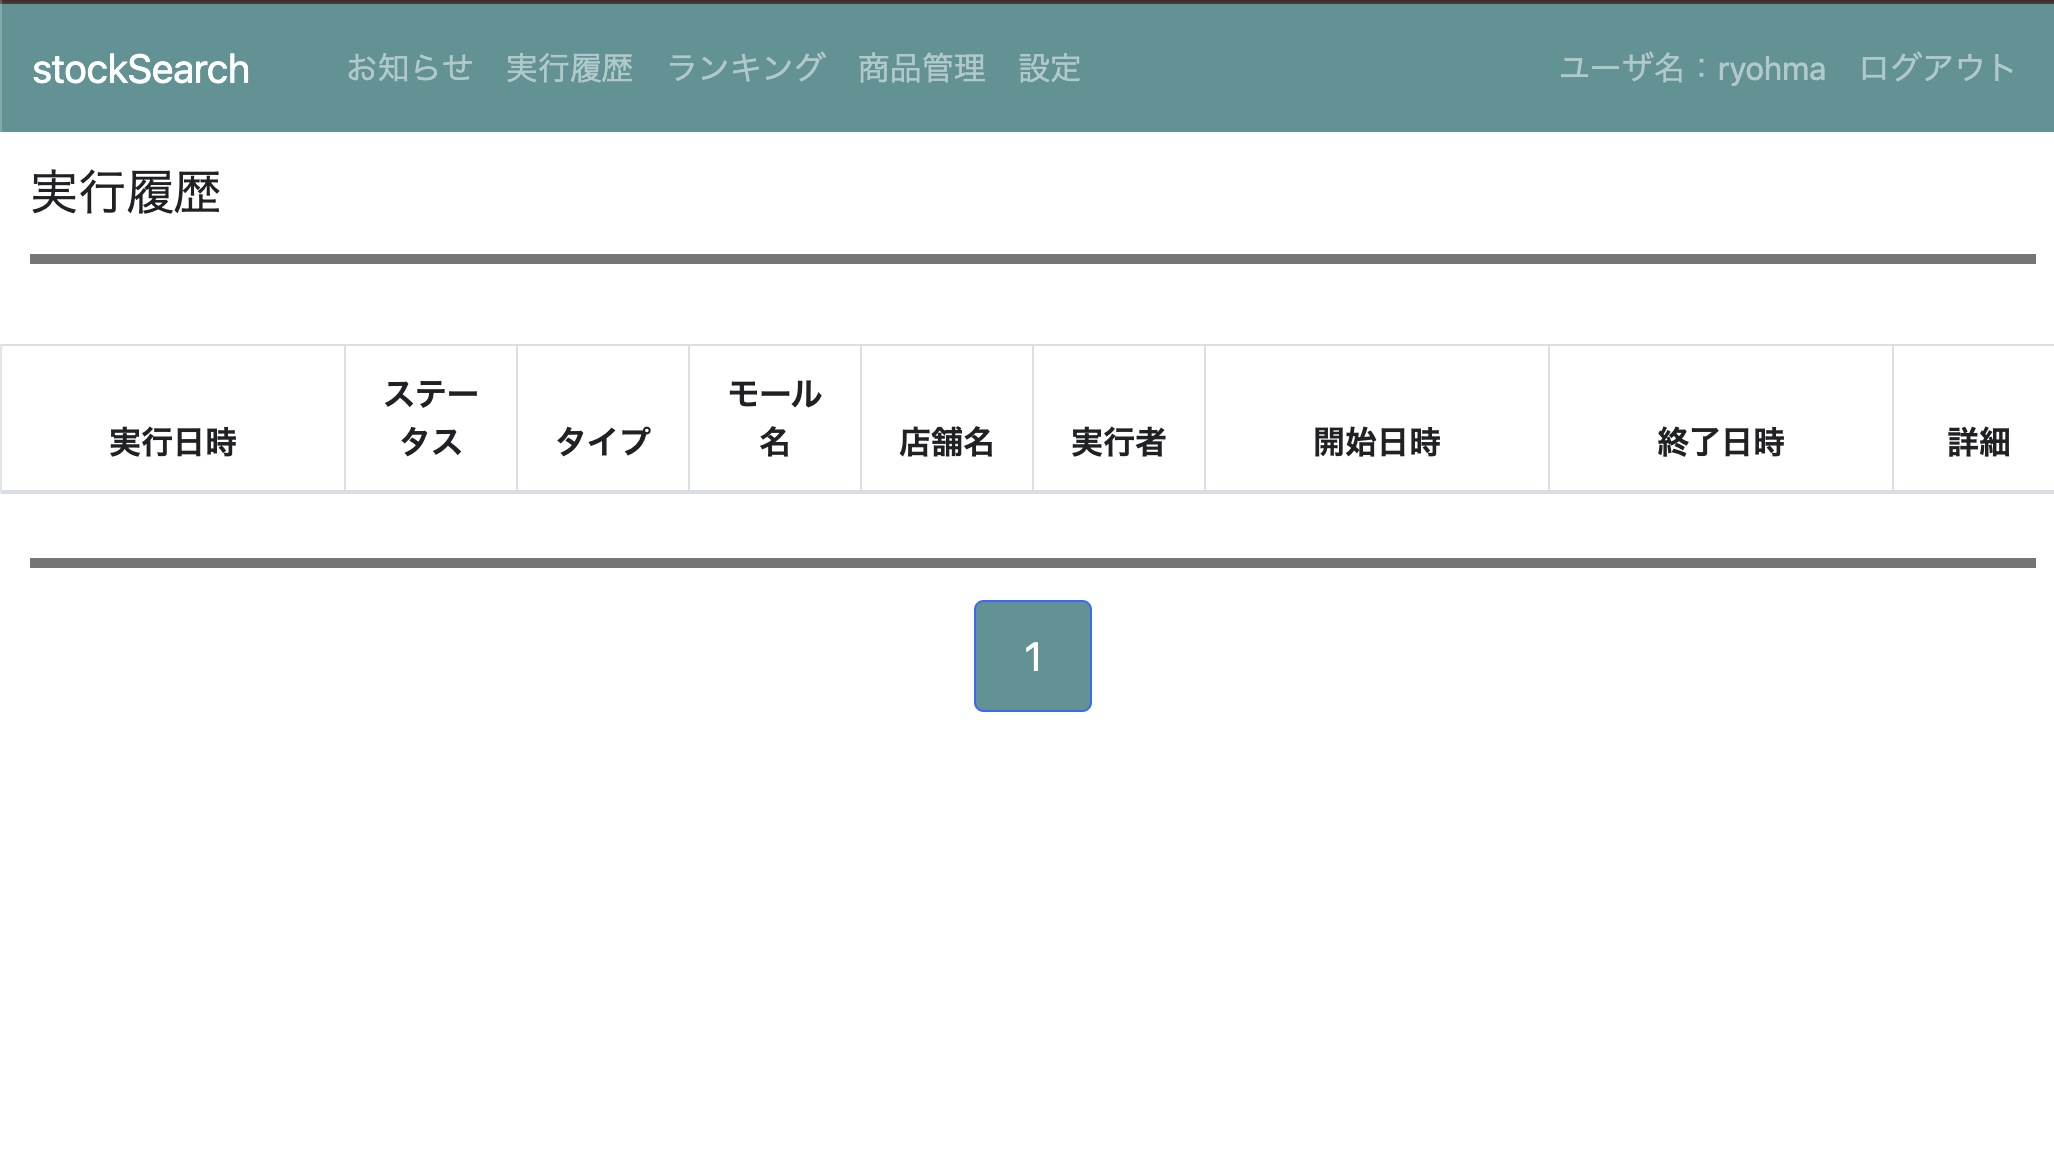 stockSearch お知らせ 実行履歴 ランキング 商品管理 設定 ユーザ名：ryohma ログアウト
実行履歴
実行日時 ステータス タイプ モール名 店舗名 実行者 開始日時 終了日時 詳細
1